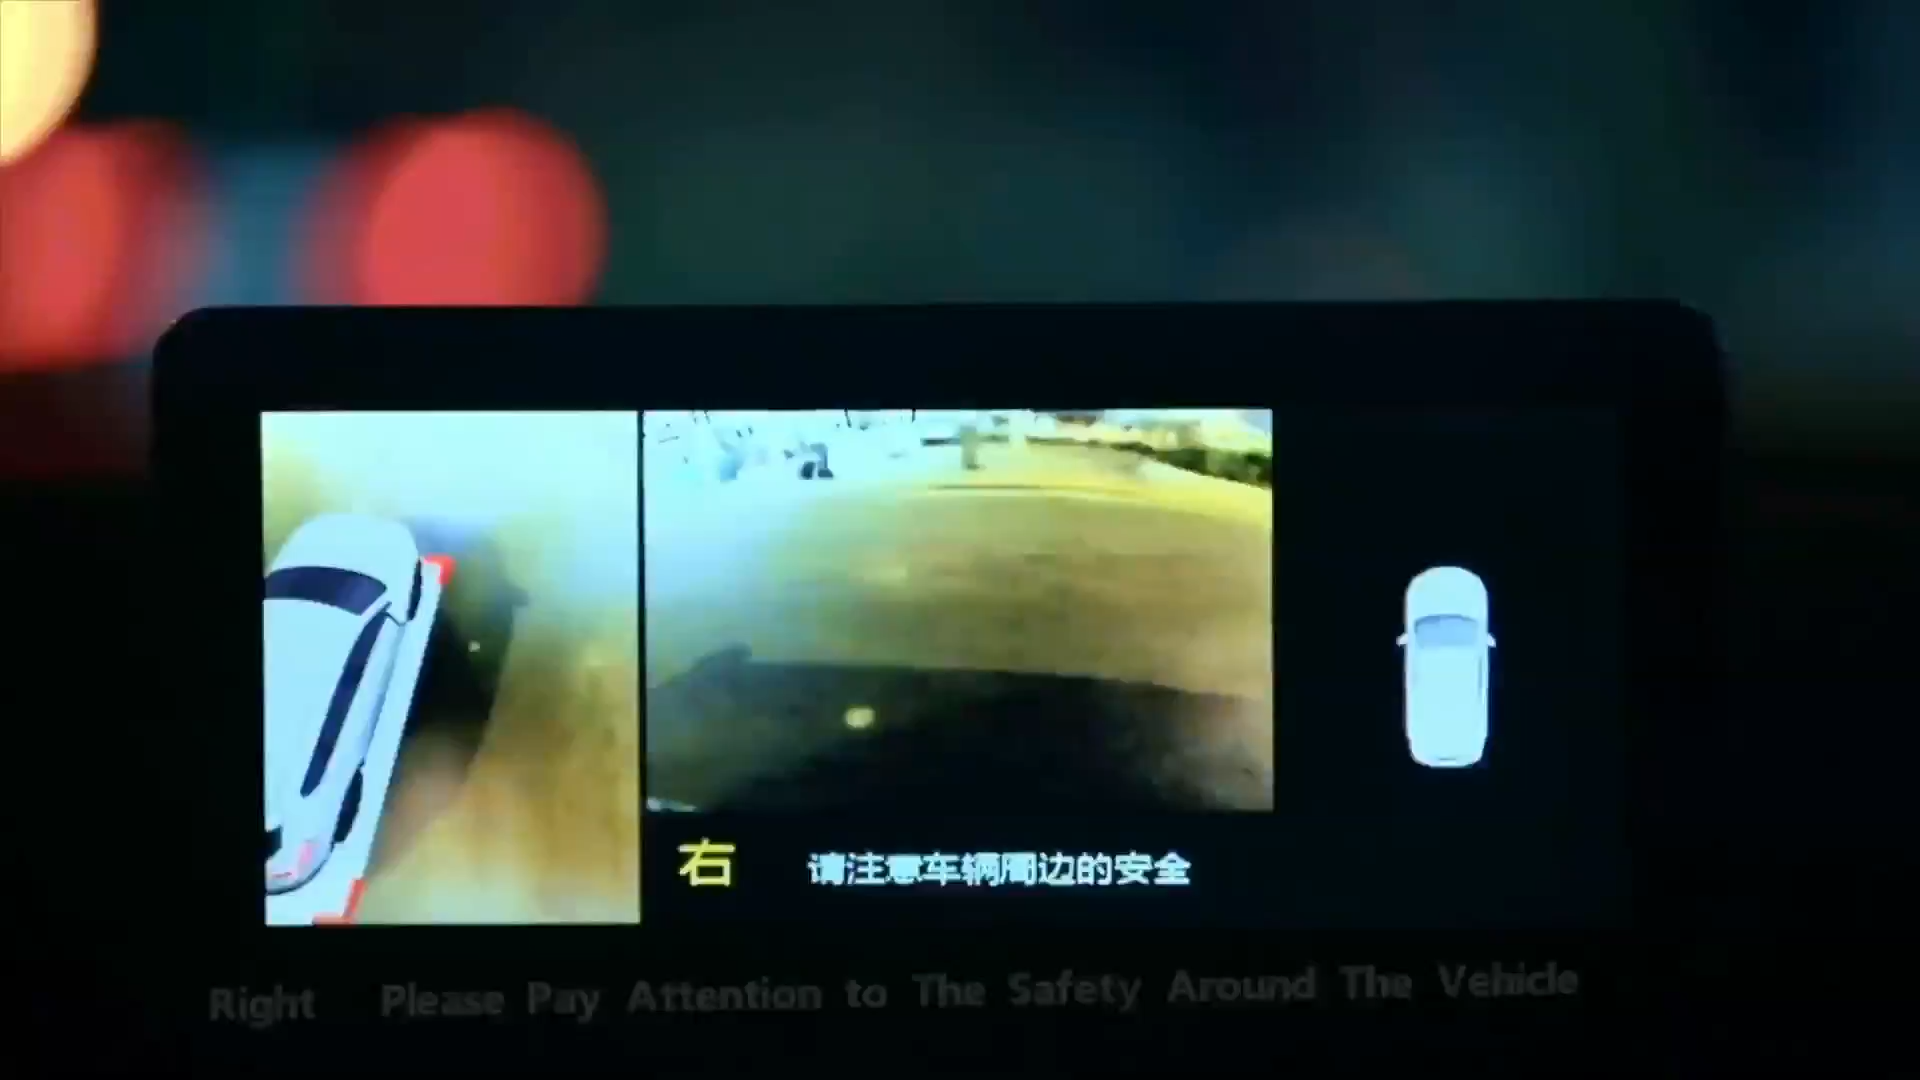 右 请注意车辆周边的安全
Right Please Pay Attention to The Safety Around The Vehicle